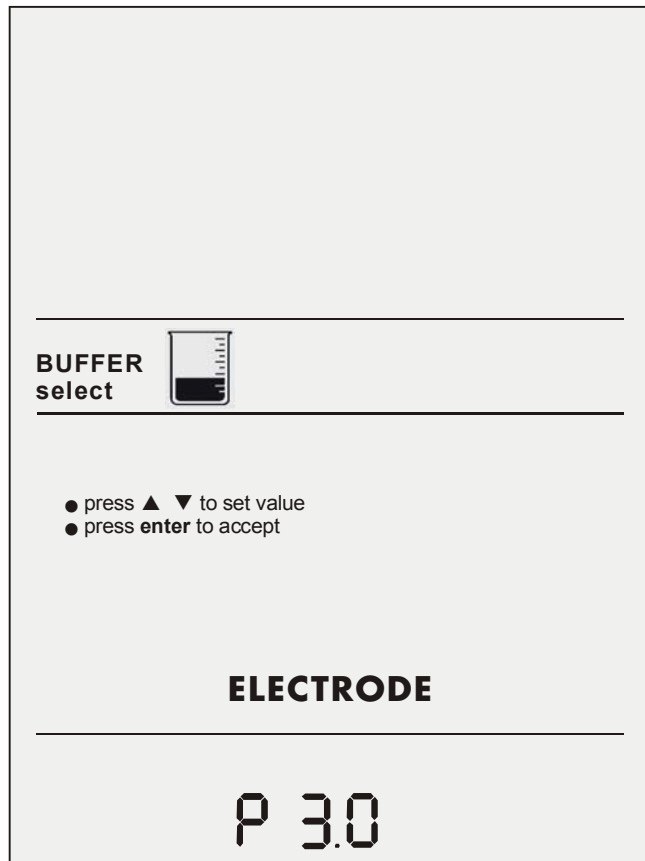 BUFFER
select
● press ▲ ▼ to set value
● press enter to accept
ELECTRODE
P 3.0